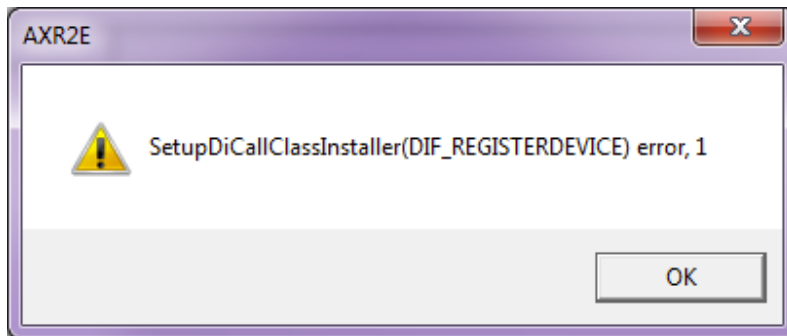 AXR2E
SetupDiCallClassInstaller(DIF_REGISTERDEVICE) error, 1
OK